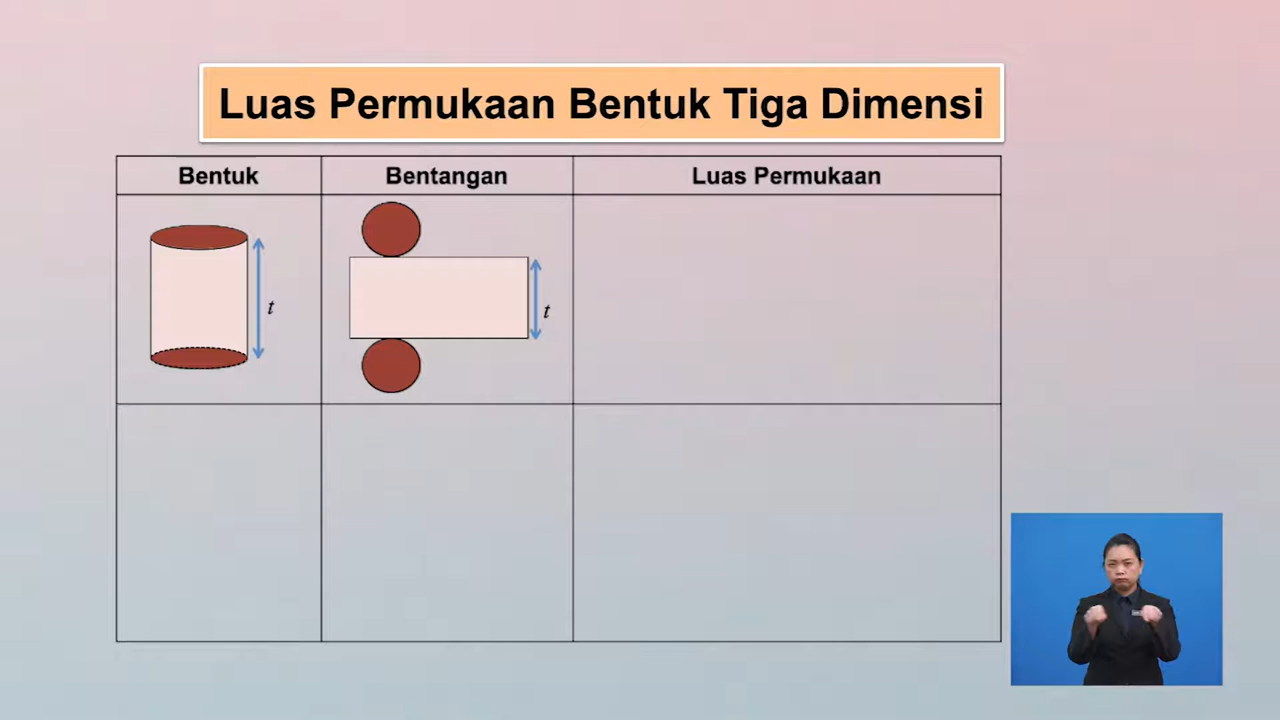 Luas Permukaan Bentuk Tiga Dimensi
Bentuk Bentangan Luas Permukaan
t
t